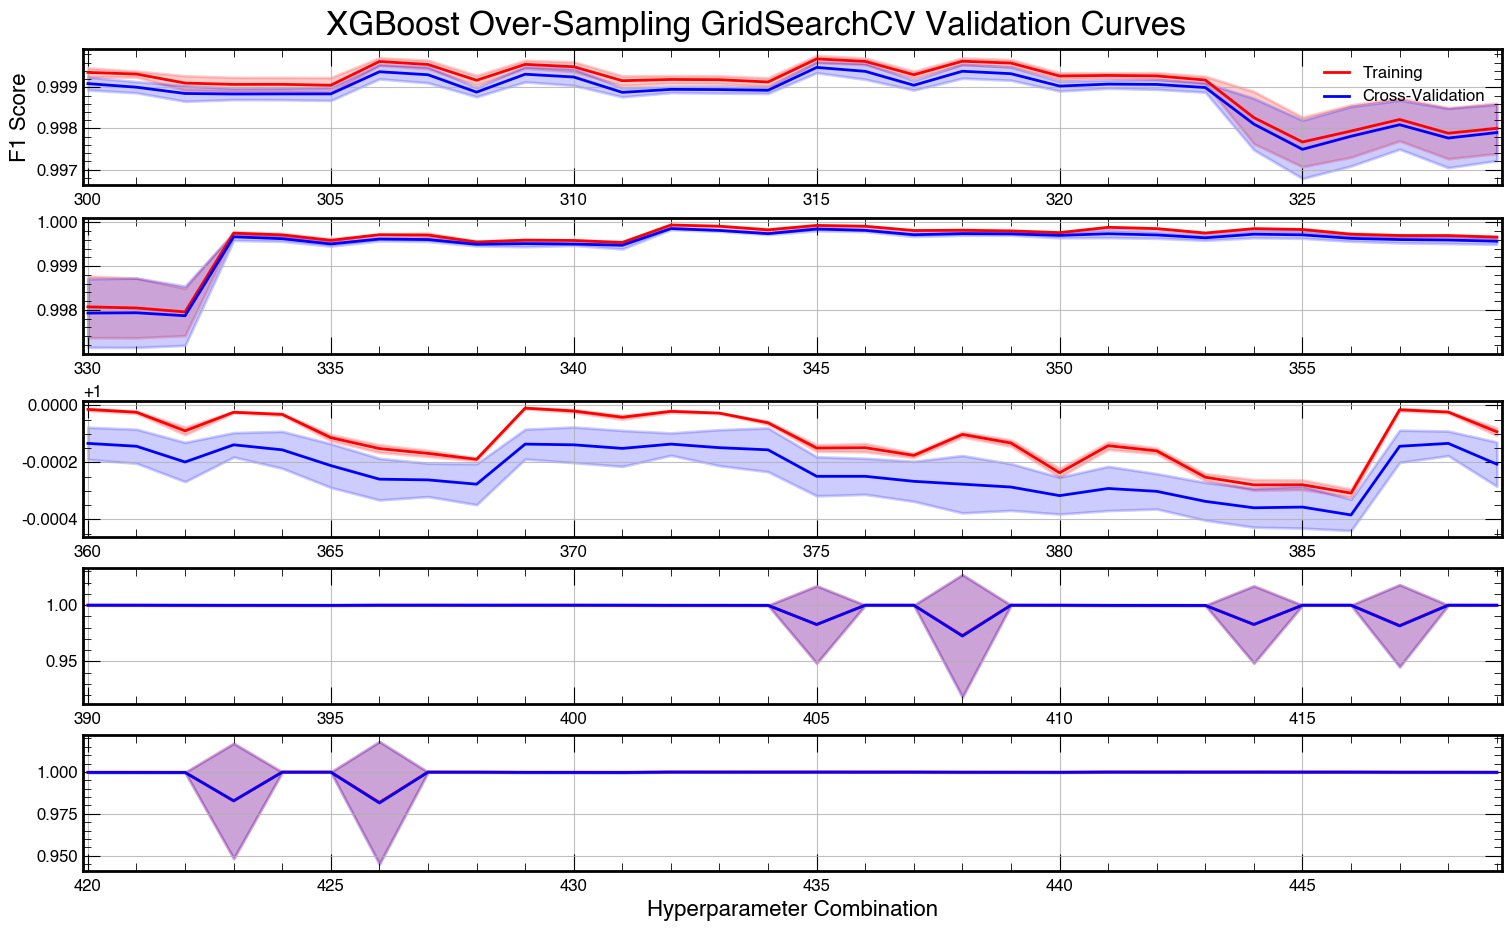 XGBoost Over-Sampling GridSearchCV Validation Curves
F1 Score
0.999
0.998
0.997
Training
Cross-Validation
300 305 310 315 320 325
1.000
0.999
0.998
330 335 340 345 350 355
+1
0.0000
-0.0002
-0.0004
360 365 370 375 380 385
1.00
0.95
390 395 400 405 410 415
1.000
0.975
0.950
420 425 430 435 440 445
Hyperparameter Combination